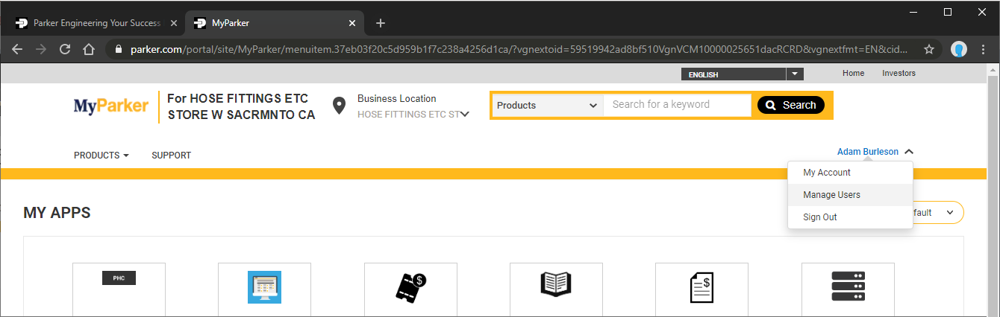 Parker Engineering Your Success
MyParker
parker.com/portal/site/MyParker/menuitem.37eb03f20c5d959b1f7c238a4256d1ca/?vgnextoid=59519942ad8bf510VgnVCM10000025651dacRCRD&vgnextfmt=EN&cid...
ENGLISH
Home
Investors
MyParker
For HOSE FITTINGS ETC
STORE W SACRMNTO CA
Business Location
HOSE FITTINGS ETC ST
Products
Search for a keyword
Search
PRODUCTS
SUPPORT
Adam Burleson
My Account
Manage Users
Sign Out
MY APPS
fault
PHC
$
$